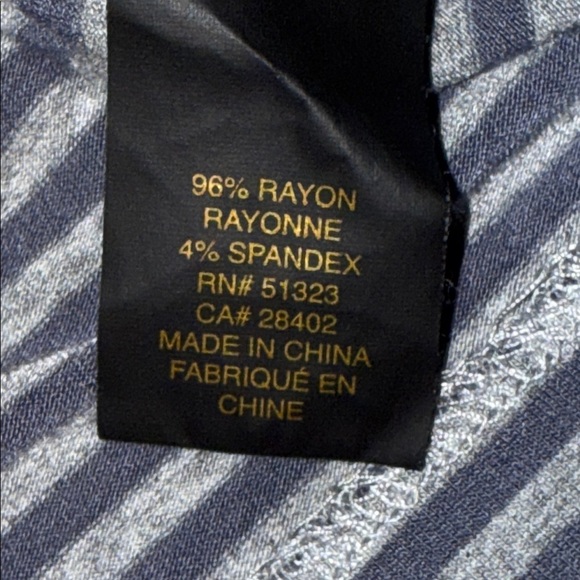 96% RAYON
RAYONNE
4% SPANDEX
RN# 51323
CA# 28402
MADE IN CHINA
FABRIQUÉ EN
CHINE